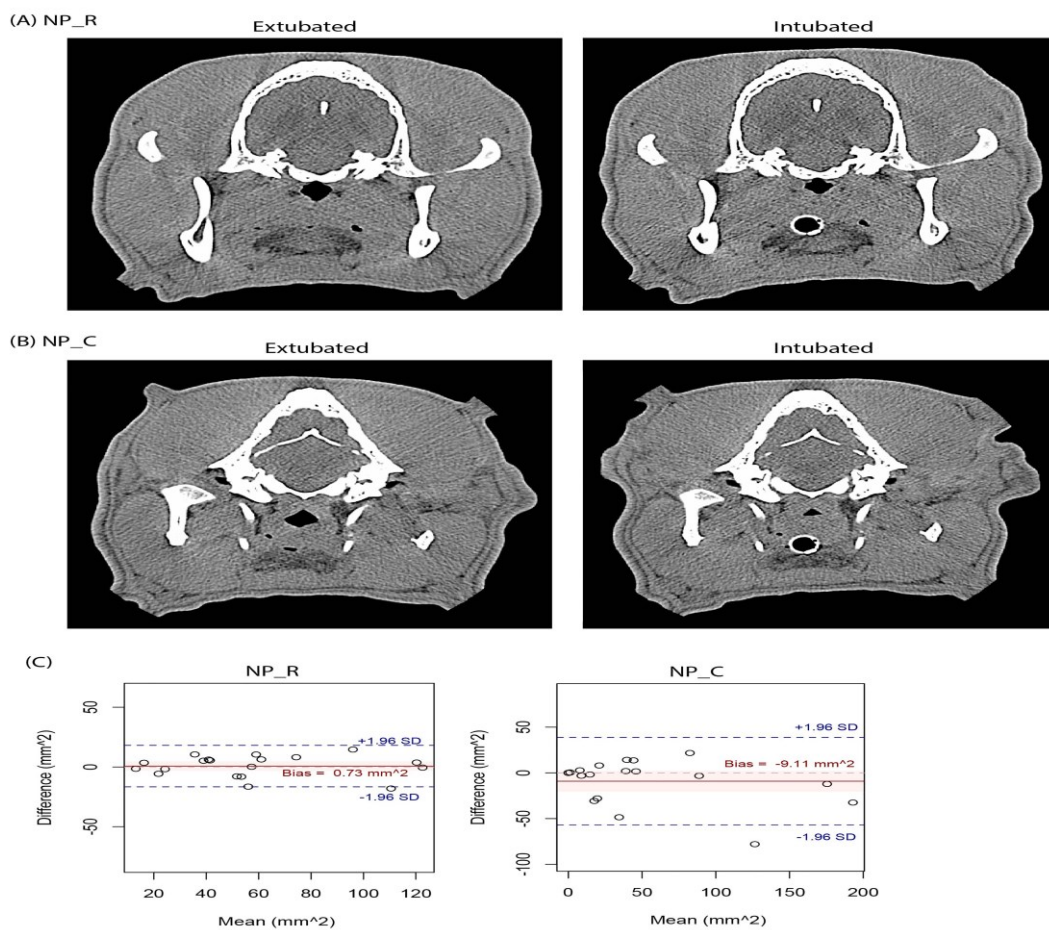 (A) NP_R
Extubated
Intubated
(B) NP_C
Extubated
Intubated
(C)
NP_R
NP_C
Difference (mm^2)
50
0
-50
+1.96 SD
Bias = 0.73 mm^2
-1.96 SD
20 40 60 80 100 120
Mean (mm^2)
Difference (mm^2)
50
0
-50
-100
+1.96 SD
Bias = -9.11 mm^2
-1.96 SD
0 50 100 150 200
Mean (mm^2)